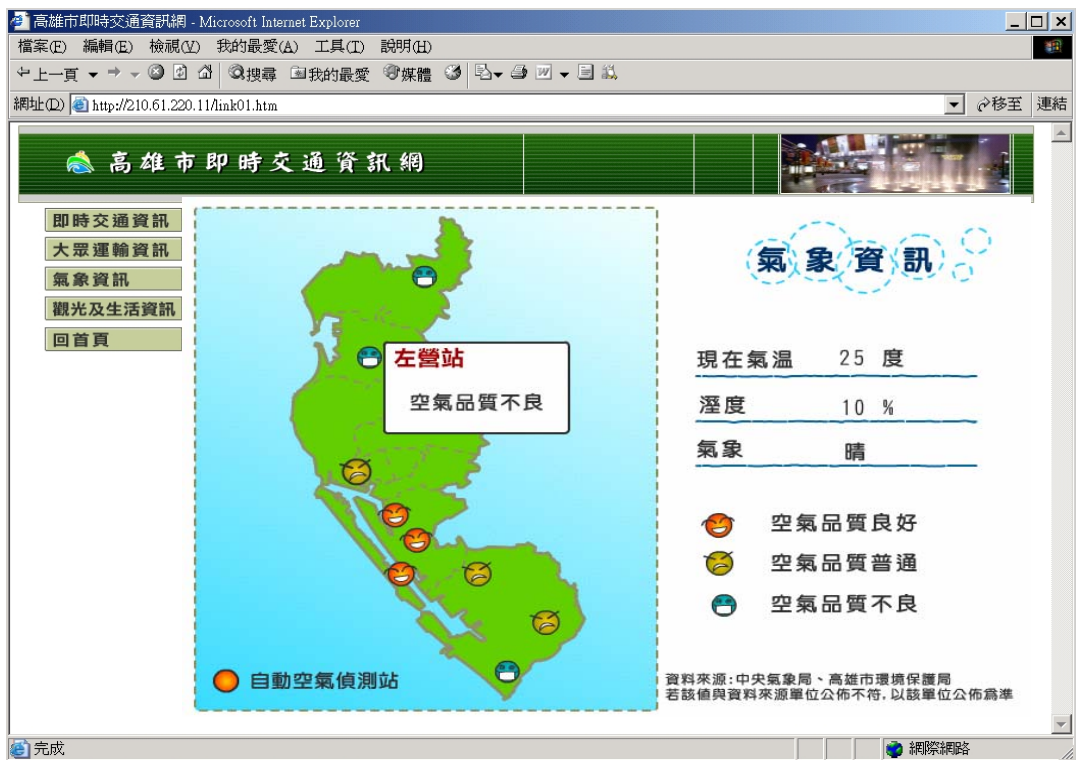 高雄市即時交通資訊網 - Microsoft Internet Explorer
檔案(F) 編輯(E) 檢視(V) 我的最愛(A) 工具(T) 說明(H)
上一頁 搜尋 我的最愛 媒體
網址(D) http://210.61.220.11/link01.htm 移至 連結
高雄市即時交通資訊網
即時交通資訊
大眾運輸資訊
氣象資訊
觀光及生活資訊
回首頁
左營站
空氣品質不良
自動空氣偵測站
氣象資訊
現在氣溫 25 度
溼度 10 %
氣象 晴
空氣品質良好
空氣品質普通
空氣品質不良
資料來源:中央氣象局、高雄市環境保護局
若該值與資料來源單位公佈不符,以該單位公佈為準
完成 網際網路